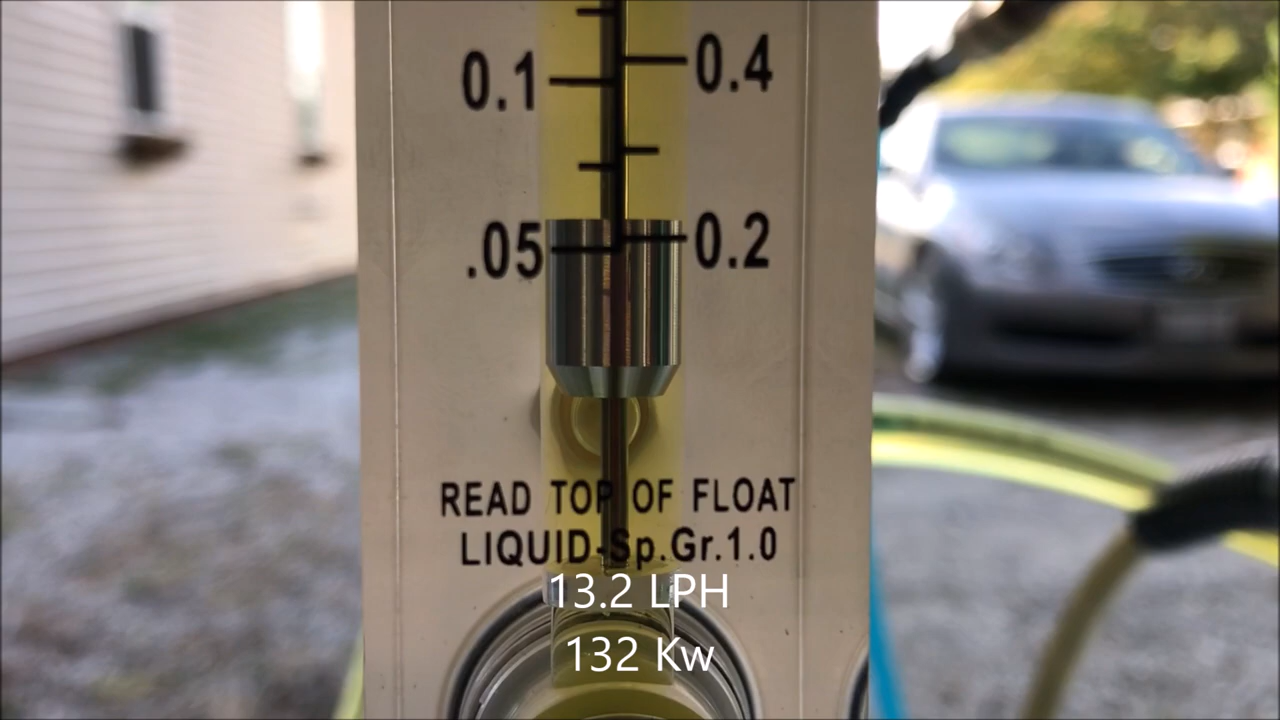 0.1 0.4
.05 0.2
READ TOP OF FLOAT
LIQUID-Sp.Gr.1.0
13.2 LPH
132 Kw